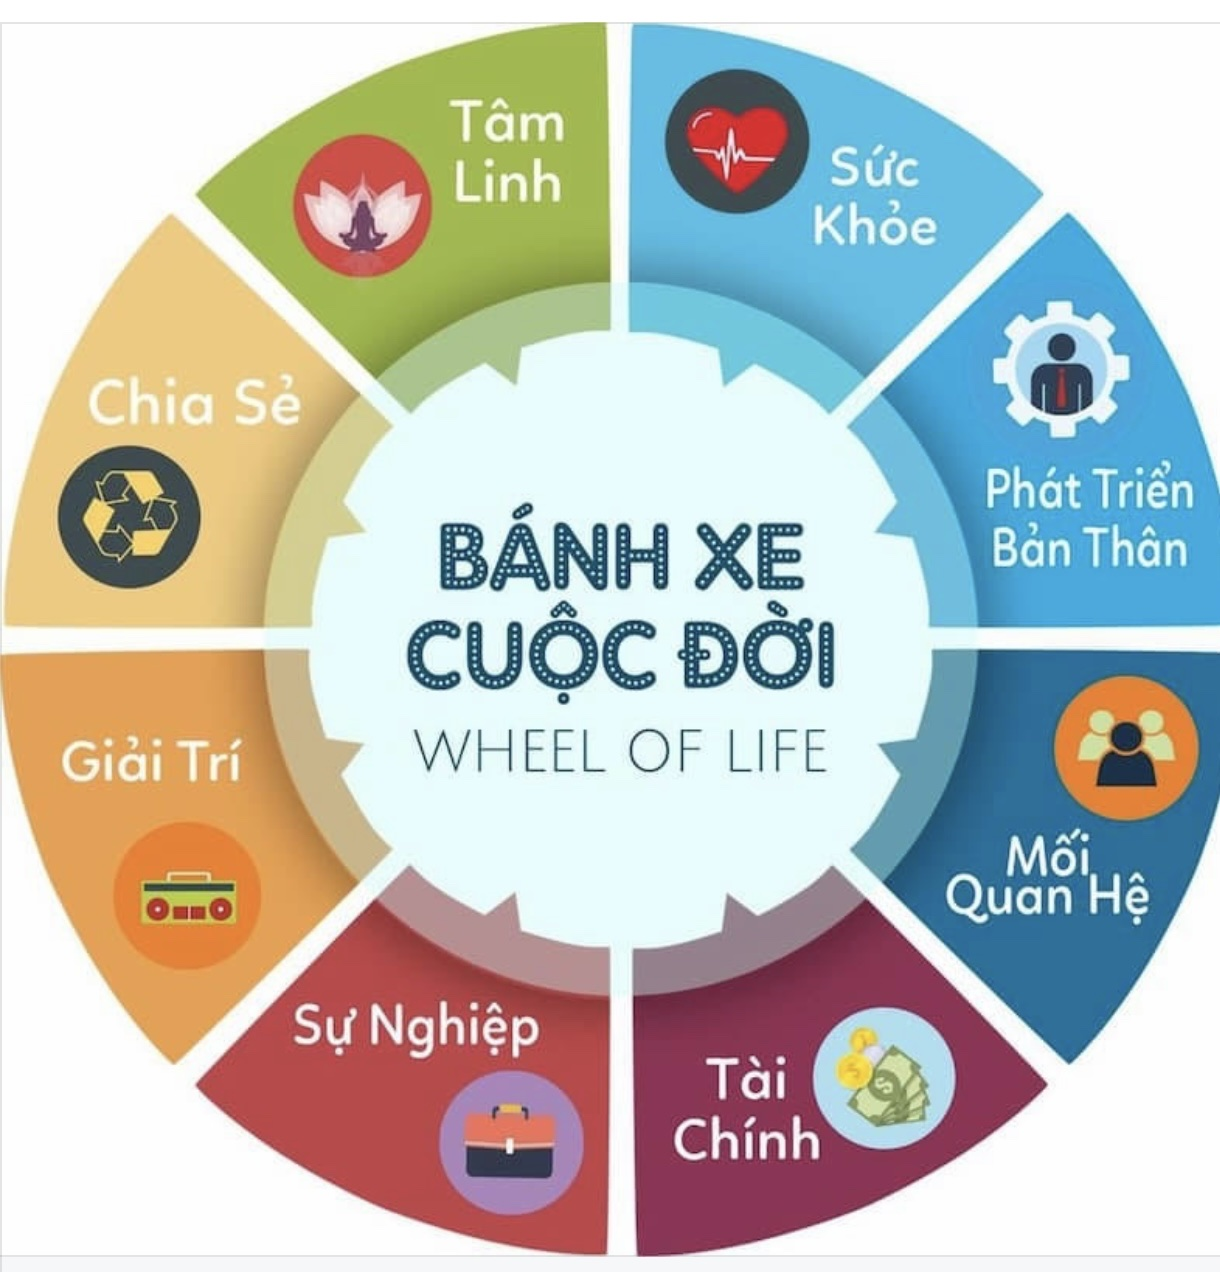 Tâm
Linh
Sức
Khỏe
Phát Triển
Bản Thân
Mối
Quan Hệ
Tài
Chính
Sự Nghiệp
Giải Trí
Chia Sẻ
BÁNH XE
CUỘC ĐỜI
WHEEL OF LIFE